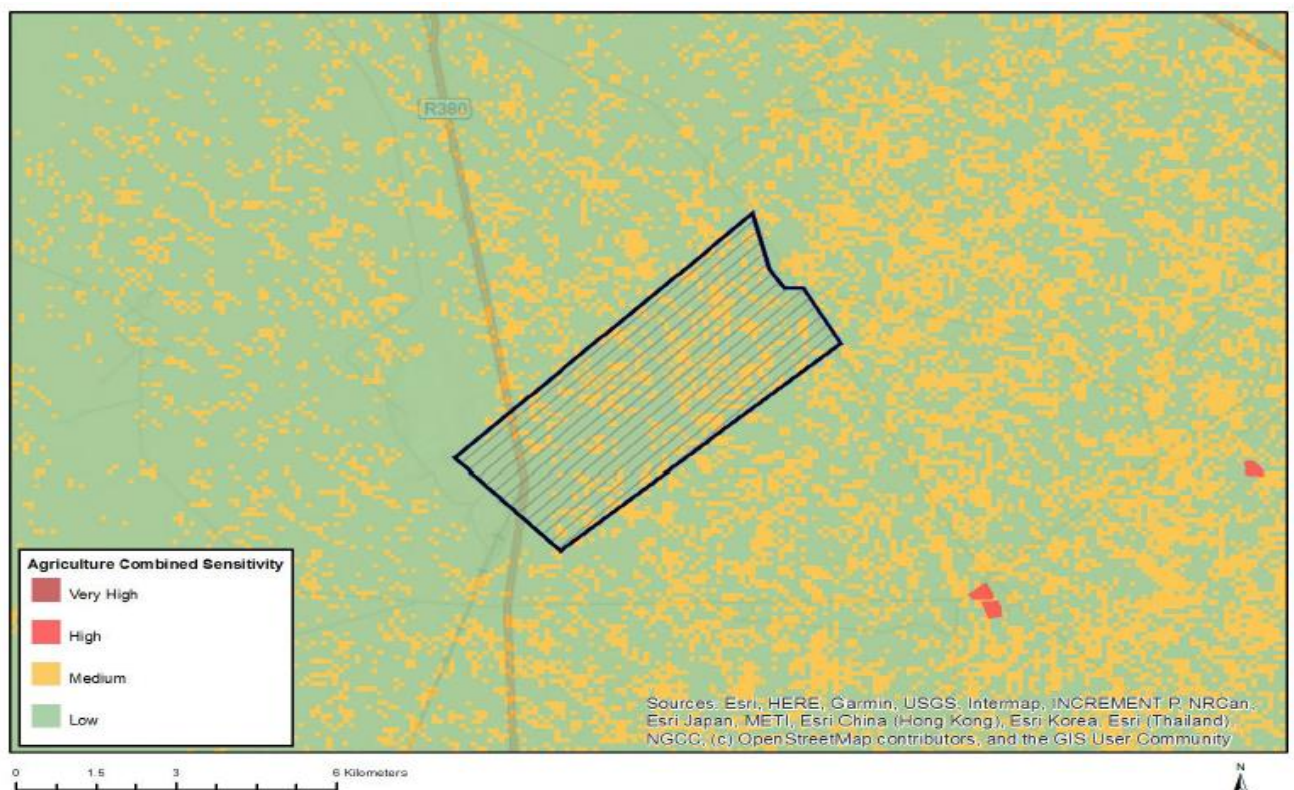 R380
Agriculture Combined Sensitivity
Very High
High
Medium
Low
Sources: Esri, HERE, Garmin, USGS, Intermap, INCREMENT P, NRCan,
Esri Japan, METI, Esri China (Hong Kong), Esri Korea, Esri (Thailand),
NGCC, (c) OpenStreetMap contributors, and the GIS User Community
0 1.5 3 6 Kilometers
N